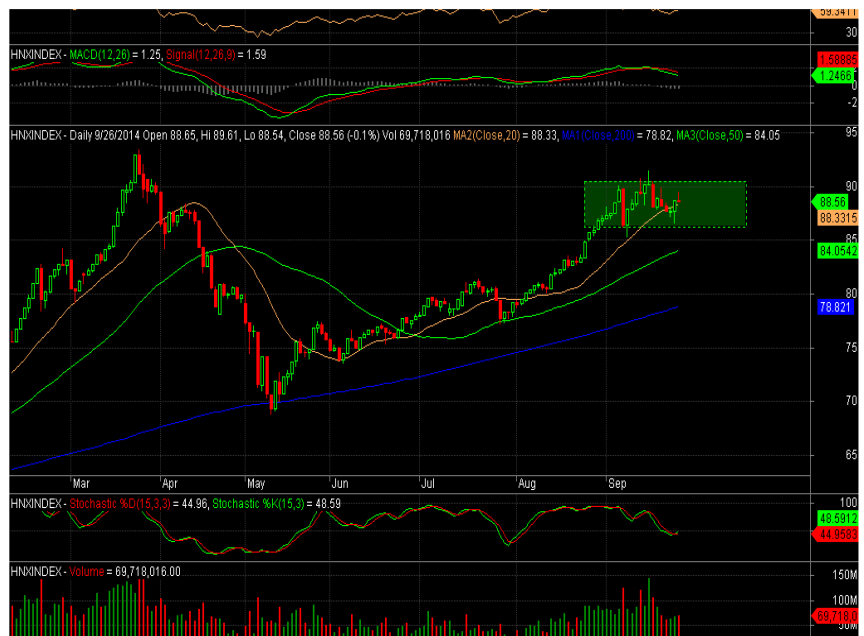 59.3411
30
HNXINDEX - MACD(12,26) = 1.25, Signal(12,26,9) = 1.59
1.58885
1.2466
0
-2
HNXINDEX - Daily 9/26/2014 Open 88.65, Hi 89.61, Lo 88.54, Close 88.56 (-0.1%) Vol 69,718,016 MA2(Close,20) = 88.33, MA1(Close,200) = 78.82, MA3(Close,50) = 84.05
95
90
88.56
88.3315
85
84.0542
80
78.821
75
70
65
Mar Apr May Jun Jul Aug Sep
HNXINDEX - Stochastic %D(15,3,3) = 44.96, Stochastic %K(15,3) = 48.59
100
48.5912
44.9583
HNXINDEX - Volume = 69,718,016.00
150M
100M
69,718,0
50M